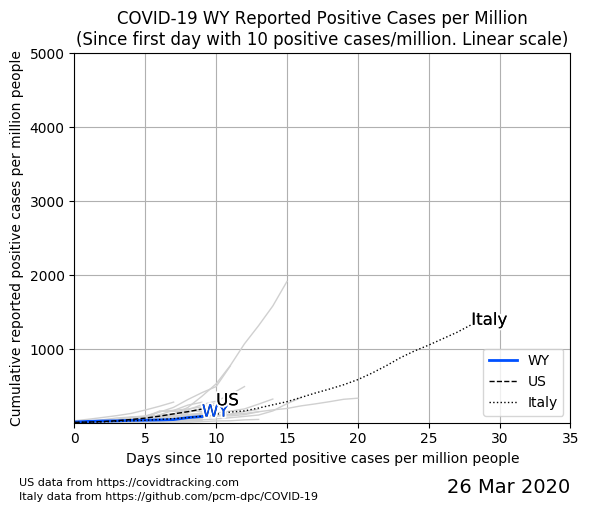 COVID-19 WY Reported Positive Cases per Million
(Since first day with 10 positive cases/million. Linear scale)
Cumulative reported positive cases per million people
5000
4000
3000
2000
1000
Italy
US
WY
WY
US
Italy
0 5 10 15 20 25 30 35
Days since 10 reported positive cases per million people
US data from https://covidtracking.com
Italy data from https://github.com/pcm-dpc/COVID-19
26 Mar 2020